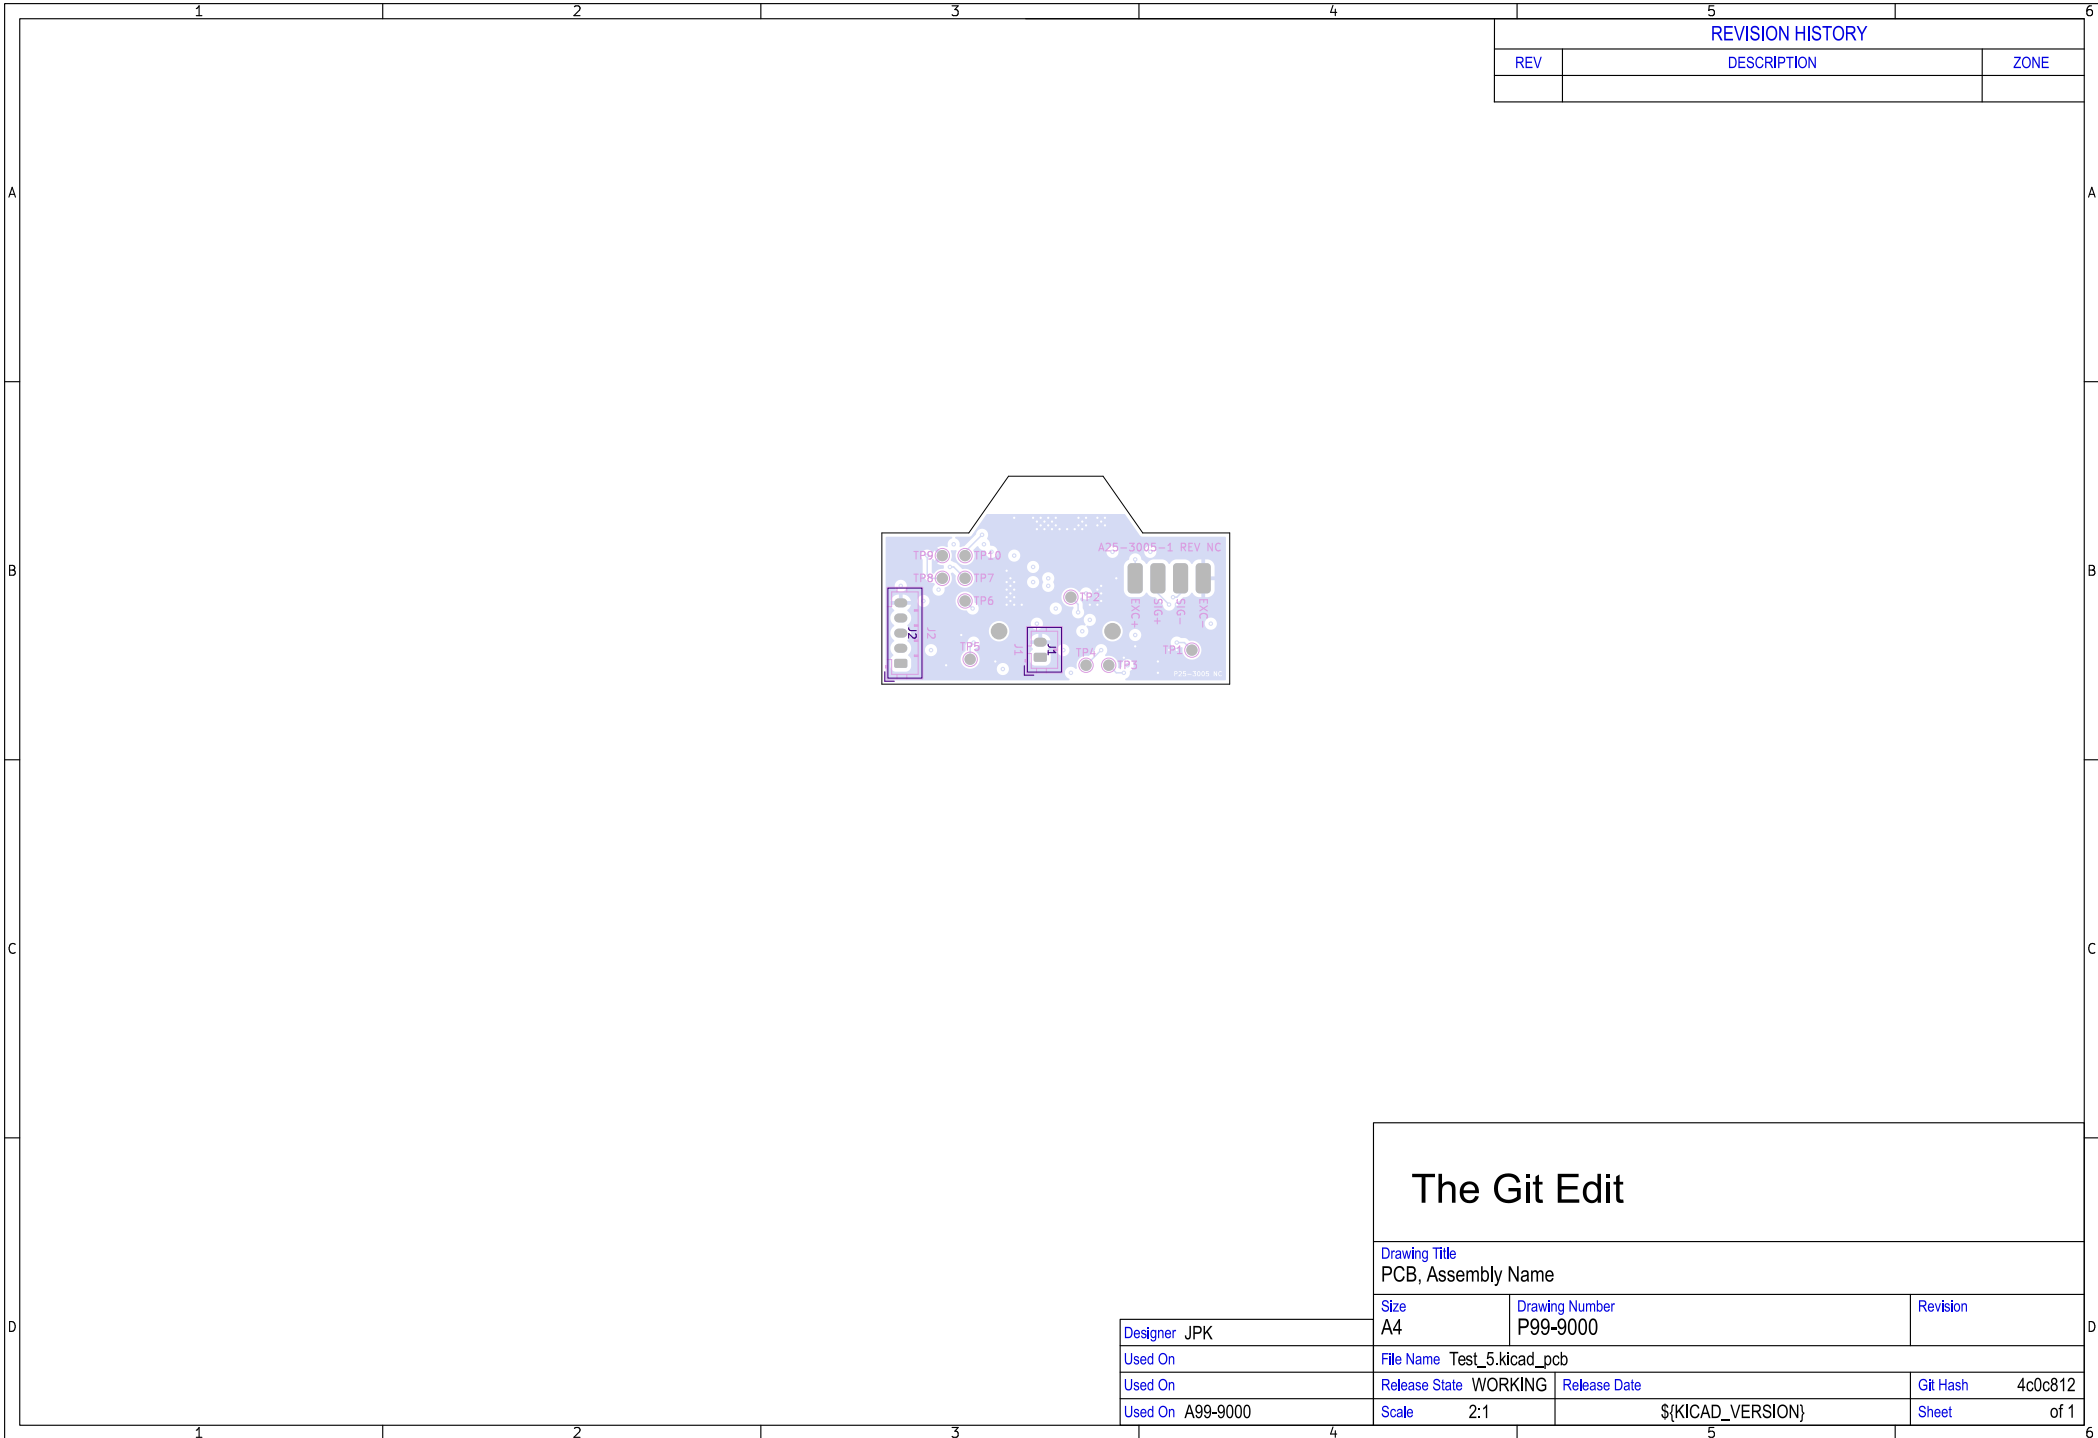 1 2 3 4 5 6
REVISION HISTORY
REV DESCRIPTION ZONE
A A
B B
A25-3005-1 REV NC
TP9 TP10
TP8 TP7
TP6 TP2
EXC+ SIG+ SIG- EXC-
J2 J2
J1 J1
TP5 TP4 TP3 TP1
P25-3005 NC
C C
The Git Edit
Drawing Title
PCB, Assembly Name
Size Drawing Number Revision
A4 P99-9000
D D
Designer JPK
Used On File Name Test_5.kicad_pcb
Used On Release State WORKING Release Date Git Hash 4c0c812
Used On A99-9000 Scale 2:1 ${KICAD_VERSION} Sheet of 1
1 2 3 4 5 6